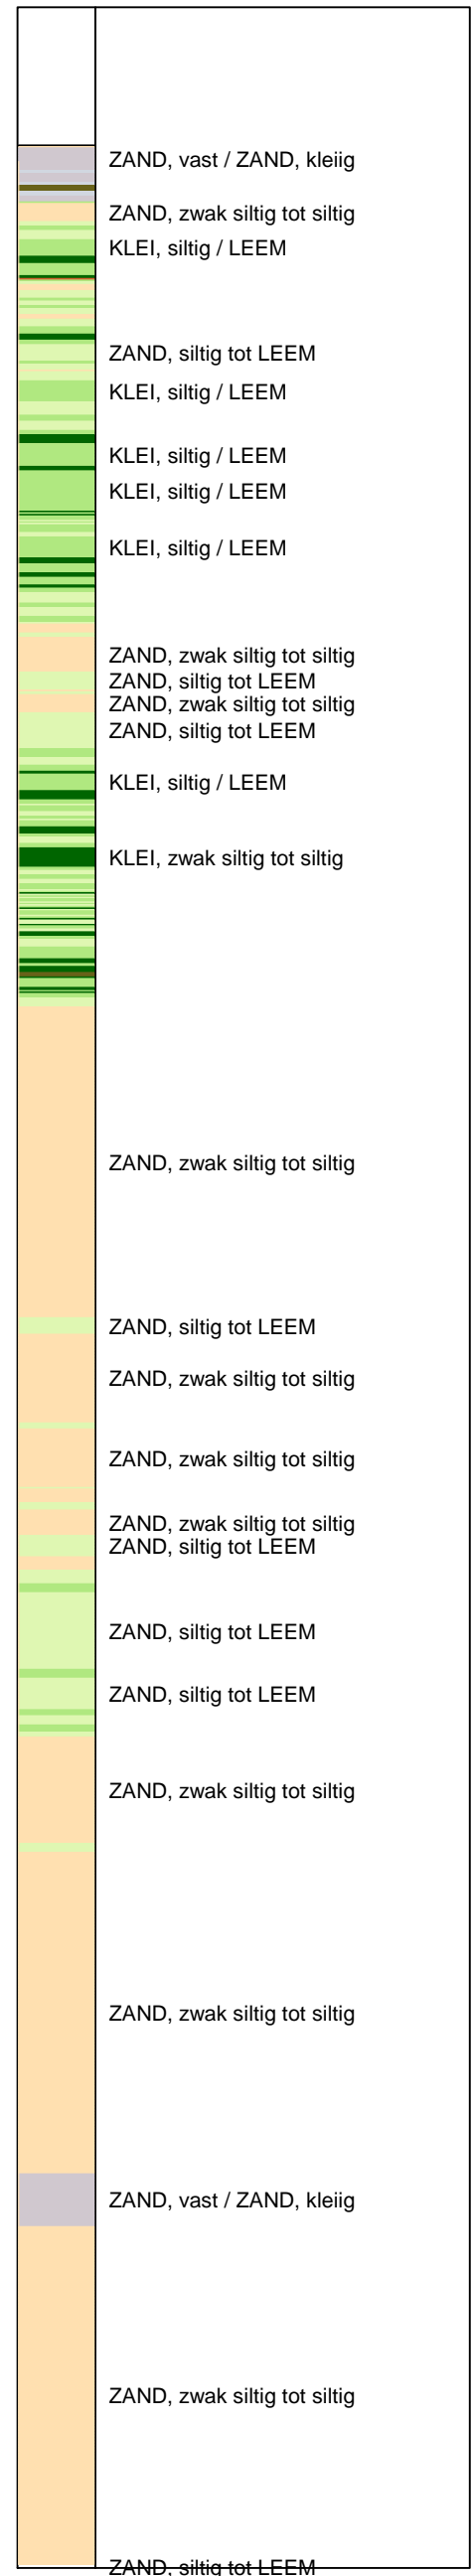 ZAND, vast / ZAND, kleiig
ZAND, zwak siltig tot siltig
KLEI, siltig / LEEM
ZAND, siltig tot LEEM
KLEI, siltig / LEEM
KLEI, siltig / LEEM
KLEI, siltig / LEEM
KLEI, siltig / LEEM
ZAND, zwak siltig tot siltig
ZAND, siltig tot LEEM
ZAND, zwak siltig tot siltig
ZAND, siltig tot LEEM
KLEI, siltig / LEEM
KLEI, zwak siltig tot siltig
ZAND, zwak siltig tot siltig
ZAND, siltig tot LEEM
ZAND, zwak siltig tot siltig
ZAND, zwak siltig tot siltig
ZAND, zwak siltig tot siltig
ZAND, siltig tot LEEM
ZAND, siltig tot LEEM
ZAND, siltig tot LEEM
ZAND, zwak siltig tot siltig
ZAND, zwak siltig tot siltig
ZAND, vast / ZAND, kleiig
ZAND, zwak siltig tot siltig
ZAND, siltig tot LEEM